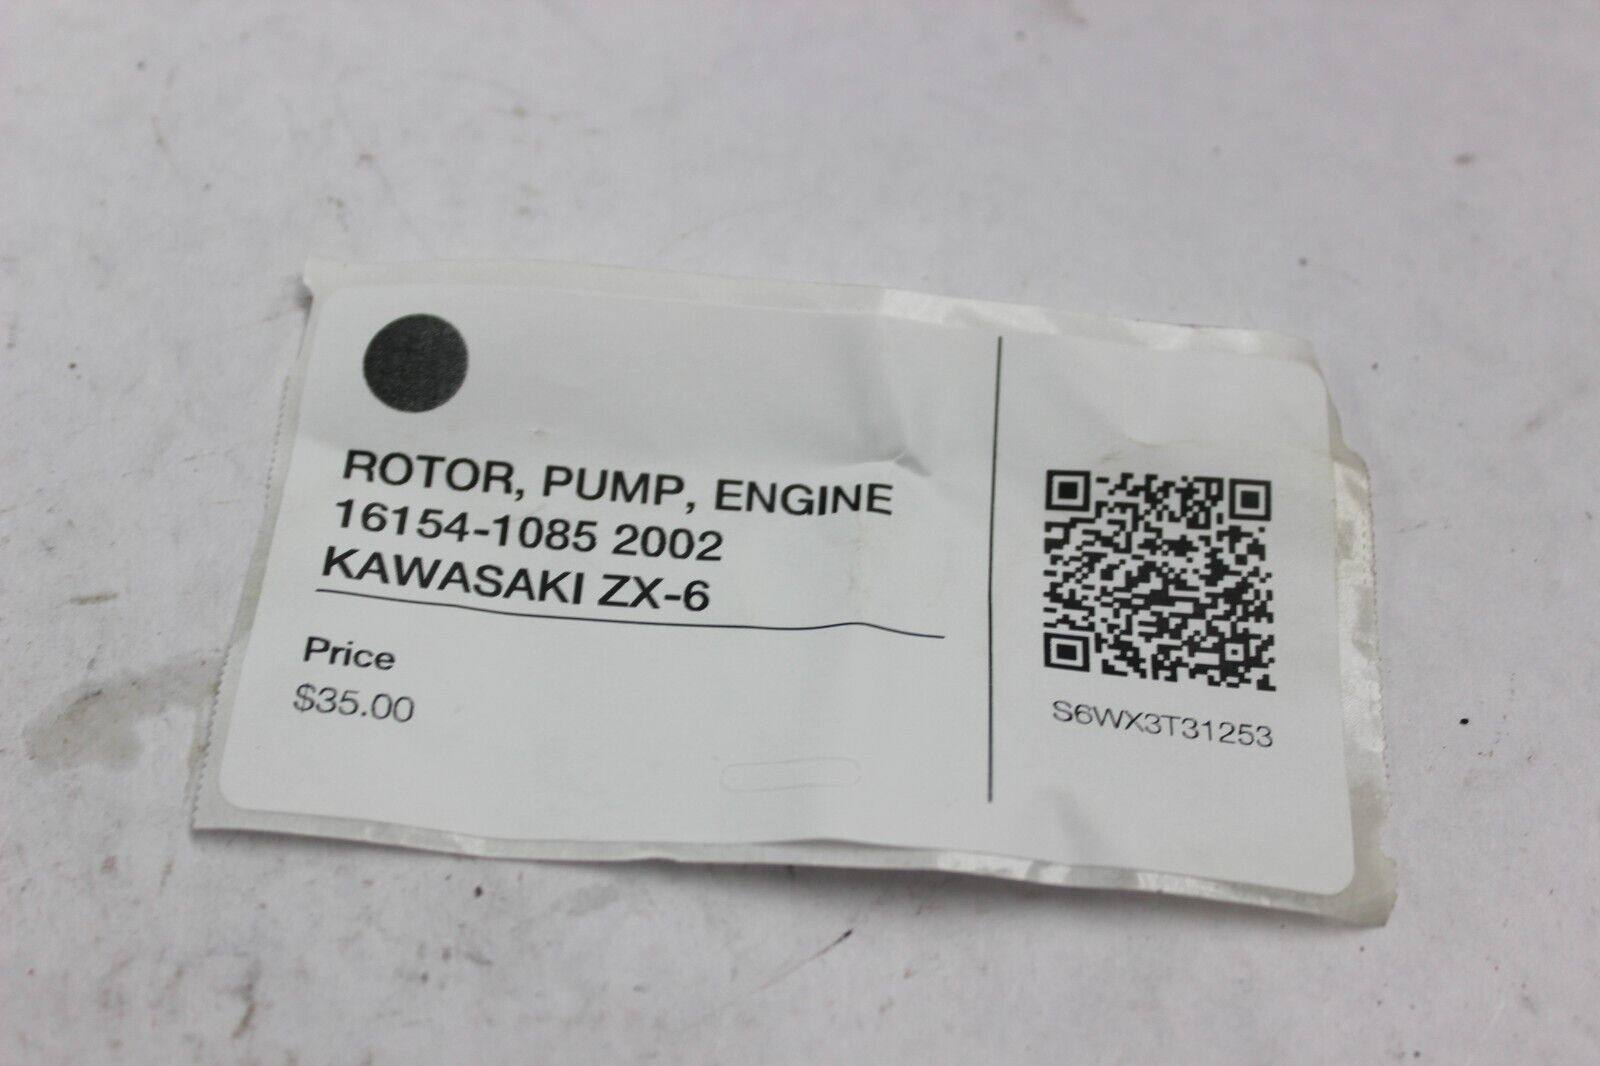 ROTOR, PUMP, ENGINE
16154-1085 2002
KAWASAKI ZX-6
Price
$35.00
S6WX3T31253